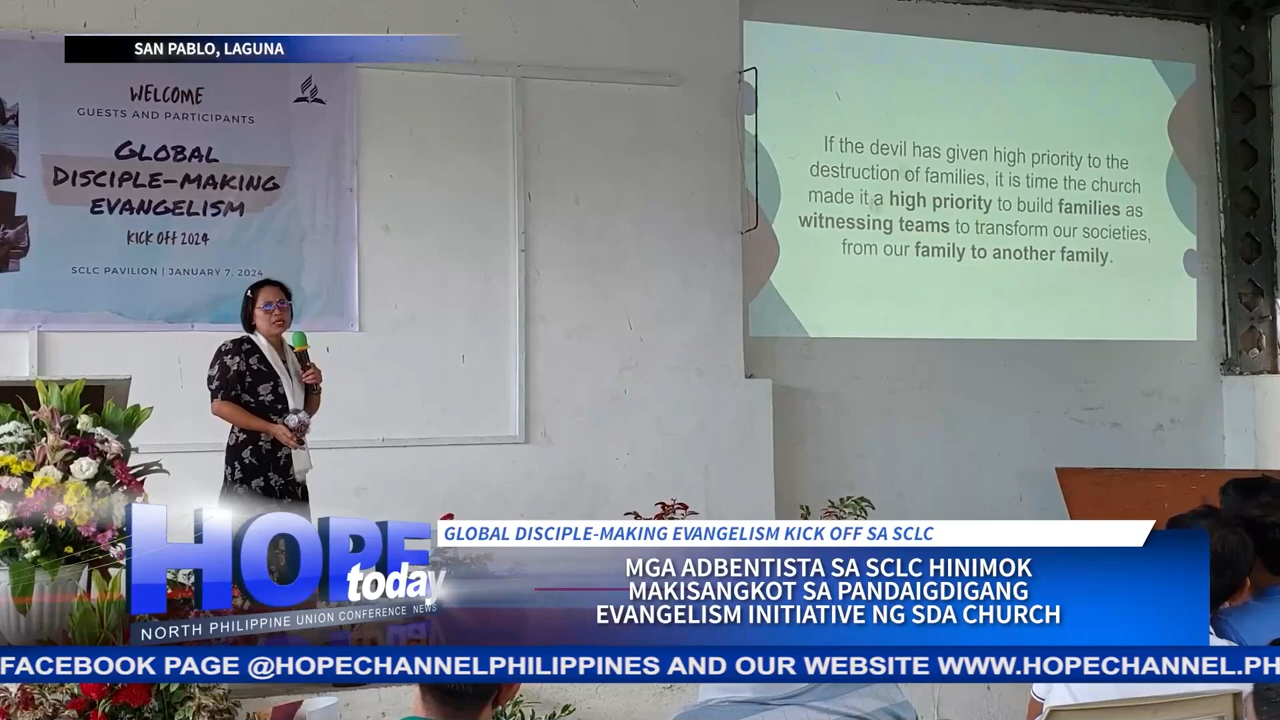 SAN PABLO, LAGUNA
WELCOME
GUESTS AND PARTICIPANTS
GLOBAL
DISCIPLE-MAKING
EVANGELISM
KICK OFF 2024
SCLC PAVILION | JANUARY 7, 2024
If the devil has given high priority to the
destruction of families, it is time the church
made it a high priority to build families as
witnessing teams to transform our societies,
from our family to another family.
HOPE
today
NORTH PHILIPPINE UNION CONFERENCE NEWS
GLOBAL DISCIPLE-MAKING EVANGELISM KICK OFF SA SCLC
MGA ADBENTISTA SA SCLC HINIMOK
MAKISANGKOT SA PANDAIGDIGANG
EVANGELISM INITIATIVE NG SDA CHURCH
FACEBOOK PAGE @HOPECHANNELPHILIPPINES AND OUR WEBSITE WWW.HOPECHANNEL.PH